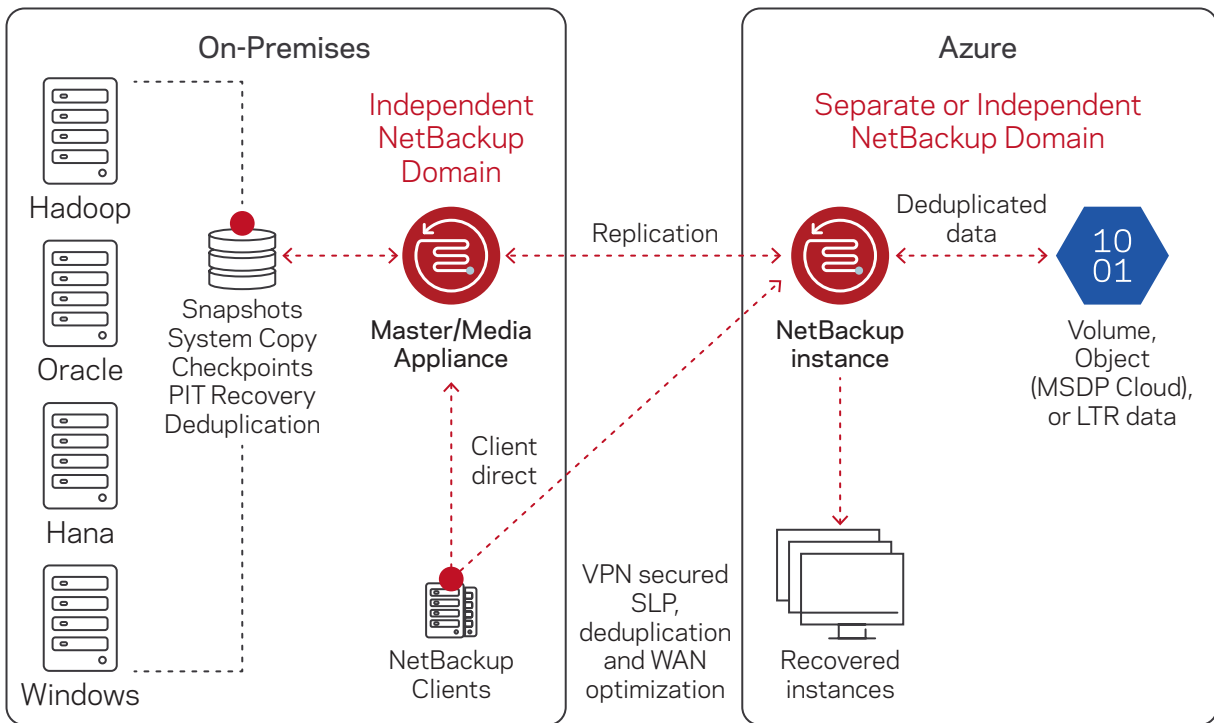 On-Premises
Azure
Independent
NetBackup
Domain
Separate or Independent
NetBackup Domain
Hadoop
Oracle
Hana
Windows
Snapshots
System Copy
Checkpoints
PIT Recovery
Deduplication
Master/Media
Appliance
Replication
NetBackup
instance
Deduplicated
data
10
01
Volume,
Object
(MSDP Cloud),
or LTR data
Client
direct
NetBackup
Clients
VPN secured
SLP,
deduplication
and WAN
optimization
Recovered
instances